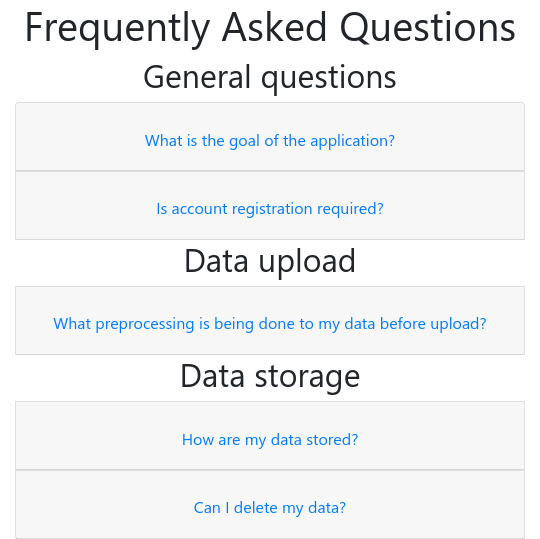 Frequently Asked Questions
General questions
What is the goal of the application?
Is account registration required?
Data upload
What preprocessing is being done to my data before upload?
Data storage
How are my data stored?
Can I delete my data?